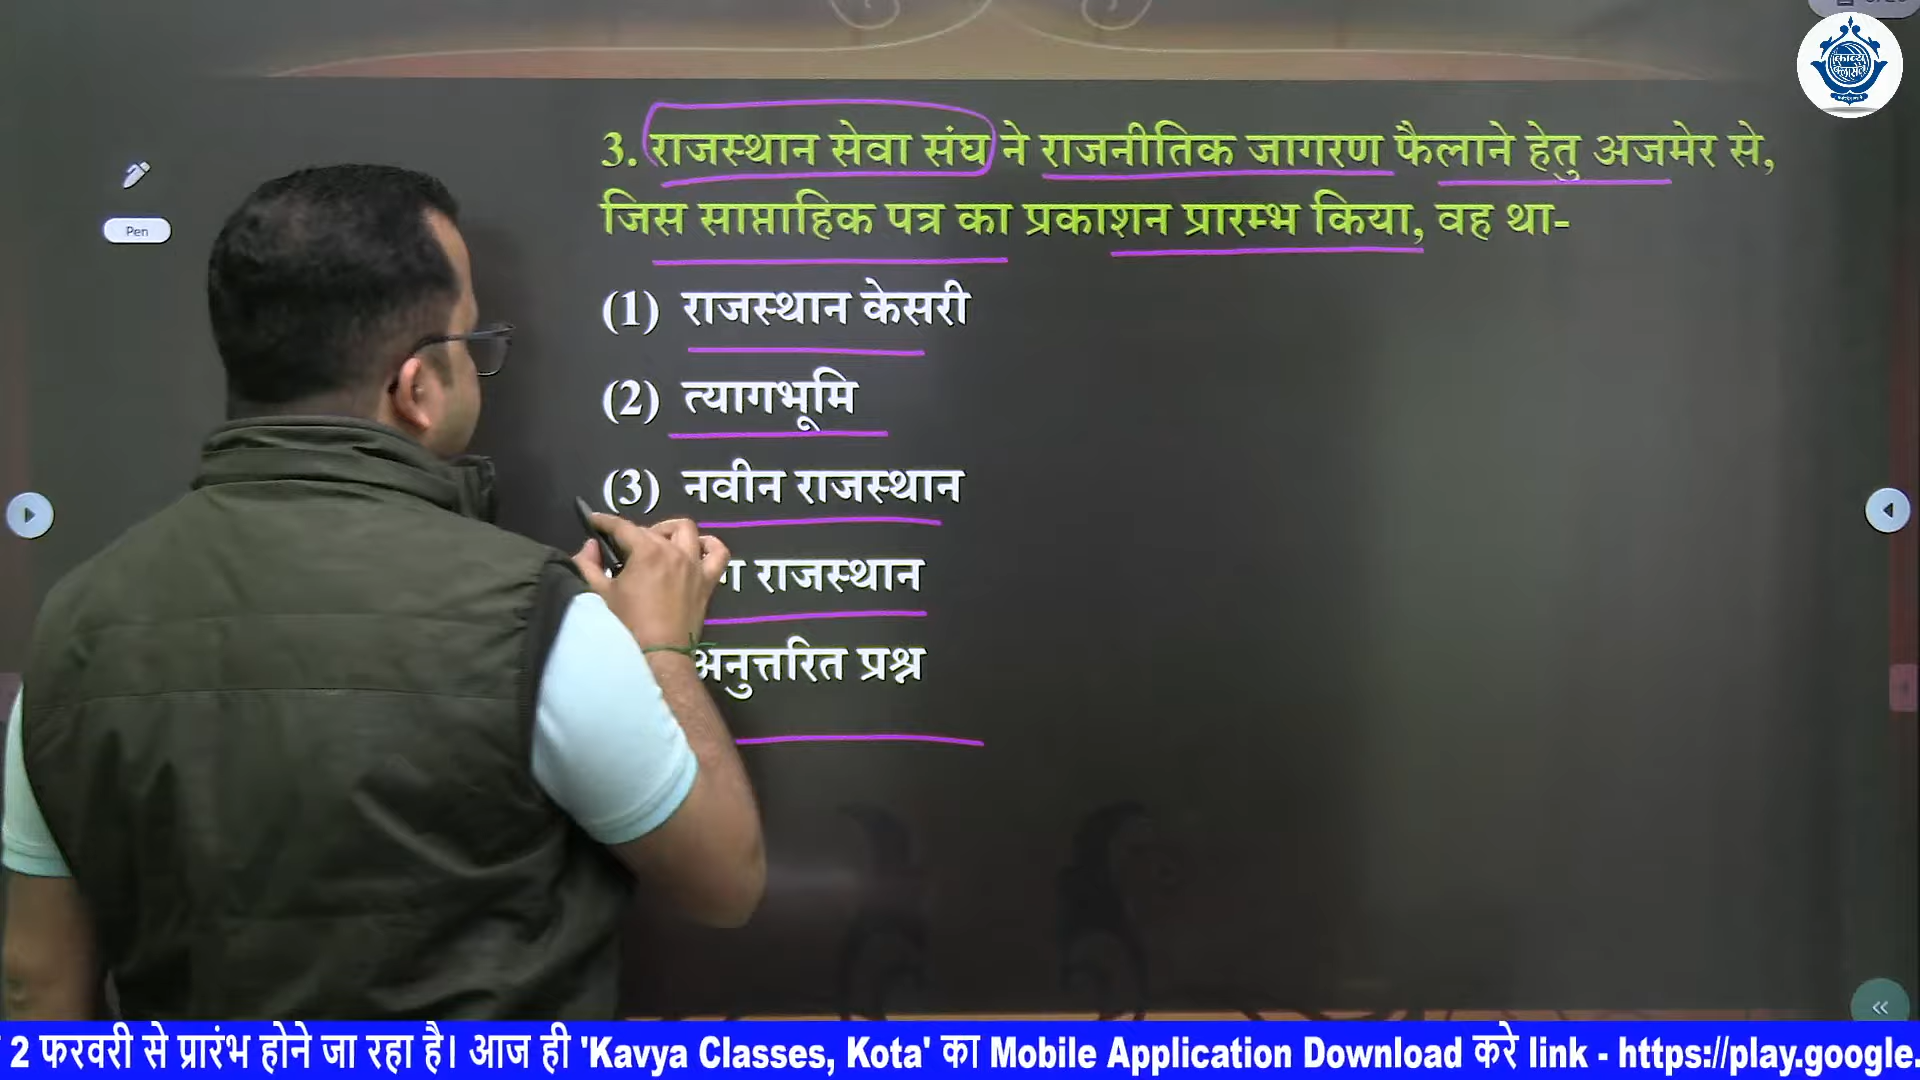 Pen
3. राजस्थान सेवा संघ ने राजनीतिक जागरण फैलाने हेतु अजमेर से,
जिस साप्ताहिक पत्र का प्रकाशन प्रारम्भ किया, वह था-
(1) राजस्थान केसरी
(2) त्यागभूमि
(3) नवीन राजस्थान
राजस्थान
अनुत्तरित प्रश्न
2 फरवरी से प्रारंभ होने जा रहा है। आज ही 'Kavya Classes, Kota' का Mobile Application Download करे link - https://play.google.